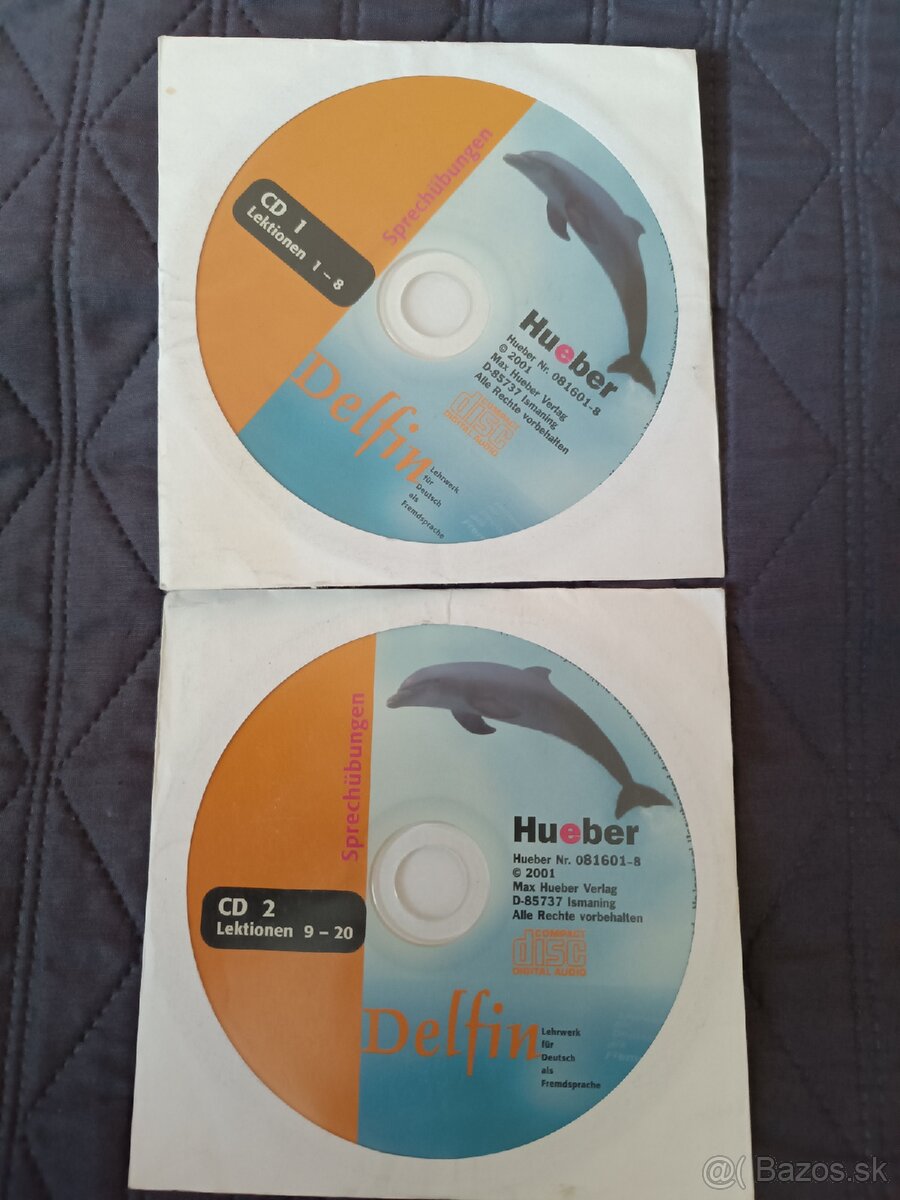 Sprechübungen
CD 1
Lektionen 1 – 8
Hueber
Hueber Nr. 081601-8
© 2001
Max Hueber Verlag
D-85737 Ismaning
Alle Rechte vorbehalten
COMPACT
disc
DIGITAL AUDIO
Delfin
Lehrwerk
für
Deutsch
als
Fremdsprache
Sprechübungen
Hueber
Hueber Nr. 081601-8
© 2001
Max Hueber Verlag
D-85737 Ismaning
Alle Rechte vorbehalten
CD 2
Lektionen 9 – 20
COMPACT
disc
DIGITAL AUDIO
Delfin
Lehrwerk
für
Deutsch
als
Fremdsprache
@( Bazos.sk